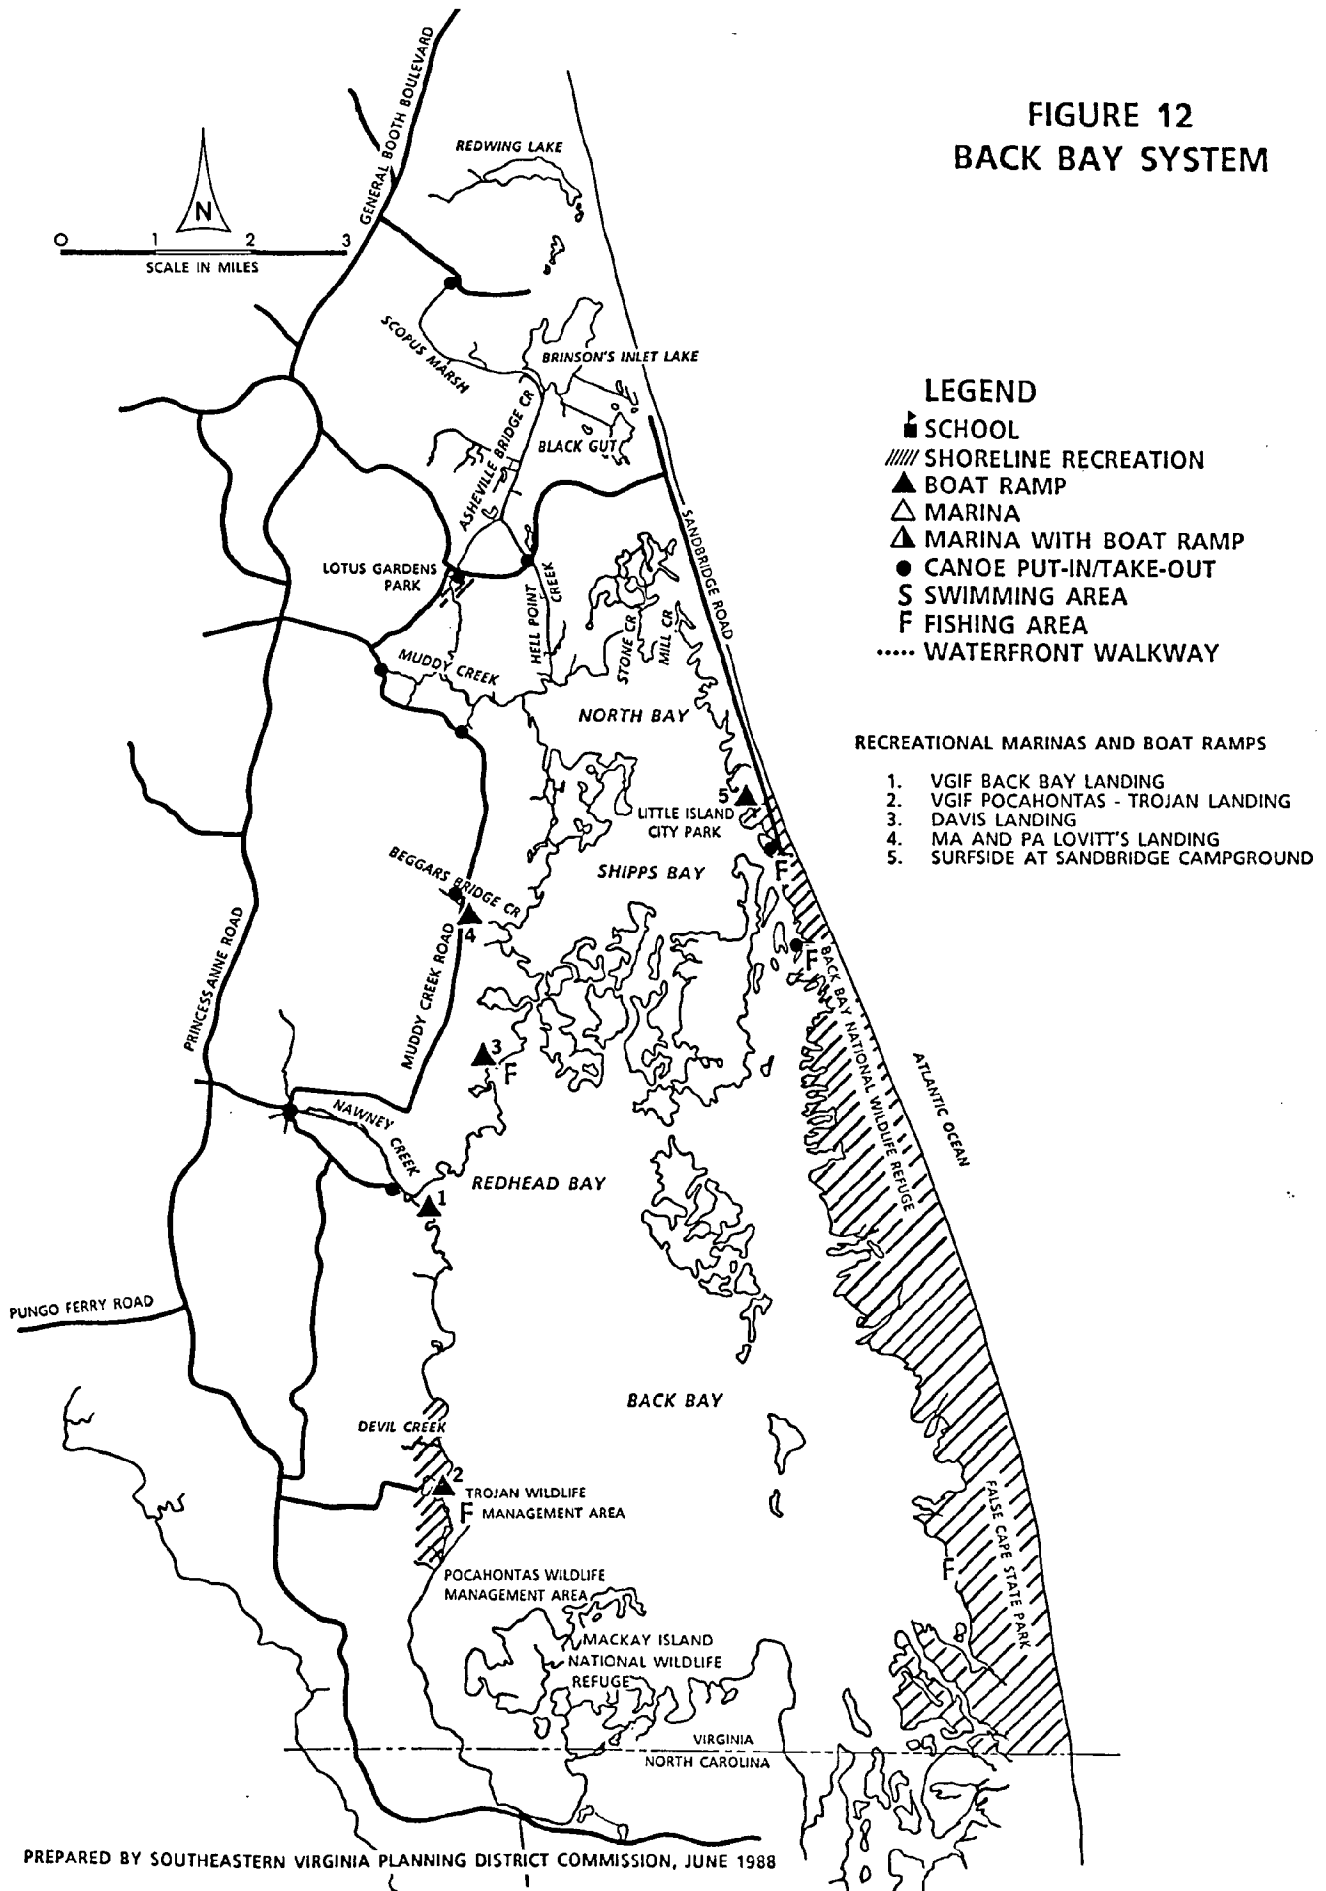 FIGURE 12
BACK BAY SYSTEM
GENERAL BOOTH BOULEVARD
REDWING LAKE
N
0 1 2 3
SCALE IN MILES
SCOPUS MARSH
BRINSON'S INLET LAKE
ASHEVILLE BRIDGE CR
BLACK GUT
LEGEND
SCHOOL
SHORELINE RECREATION
BOAT RAMP
MARINA
MARINA WITH BOAT RAMP
CANOE PUT-IN/TAKE-OUT
S SWIMMING AREA
F FISHING AREA
WATERFRONT WALKWAY
SANDBRIDGE ROAD
LOTUS GARDENS
PARK
HELL POINT
CREEK
STONE CR
MILL CR
MUDDY CREEK
NORTH BAY
RECREATIONAL MARINAS AND BOAT RAMPS
1. VGIF BACK BAY LANDING
2. VGIF POCAHONTAS - TROJAN LANDING
3. DAVIS LANDING
4. MA AND PA LOVITT'S LANDING
5. SURFSIDE AT SANDBRIDGE CAMPGROUND
5
LITTLE ISLAND
CITY PARK
BEGGARS BRIDGE CR
SHIPPS BAY
F
4
PRINCESS ANNE ROAD
MUDDY CREEK ROAD
F
BACK BAY NATIONAL WILDLIFE REFUGE
3
F
ATLANTIC OCEAN
NAWNEY
CREEK
REDHEAD BAY
1
PUNGO FERRY ROAD
BACK BAY
DEVIL CREEK
2
TROJAN WILDLIFE
F MANAGEMENT AREA
FALSE CAPE STATE PARK
F
POCAHONTAS WILDLIFE
MANAGEMENT AREA
MACKAY ISLAND
NATIONAL WILDLIFE
REFUGE
VIRGINIA
NORTH CAROLINA
PREPARED BY SOUTHEASTERN VIRGINIA PLANNING DISTRICT COMMISSION, JUNE 1988